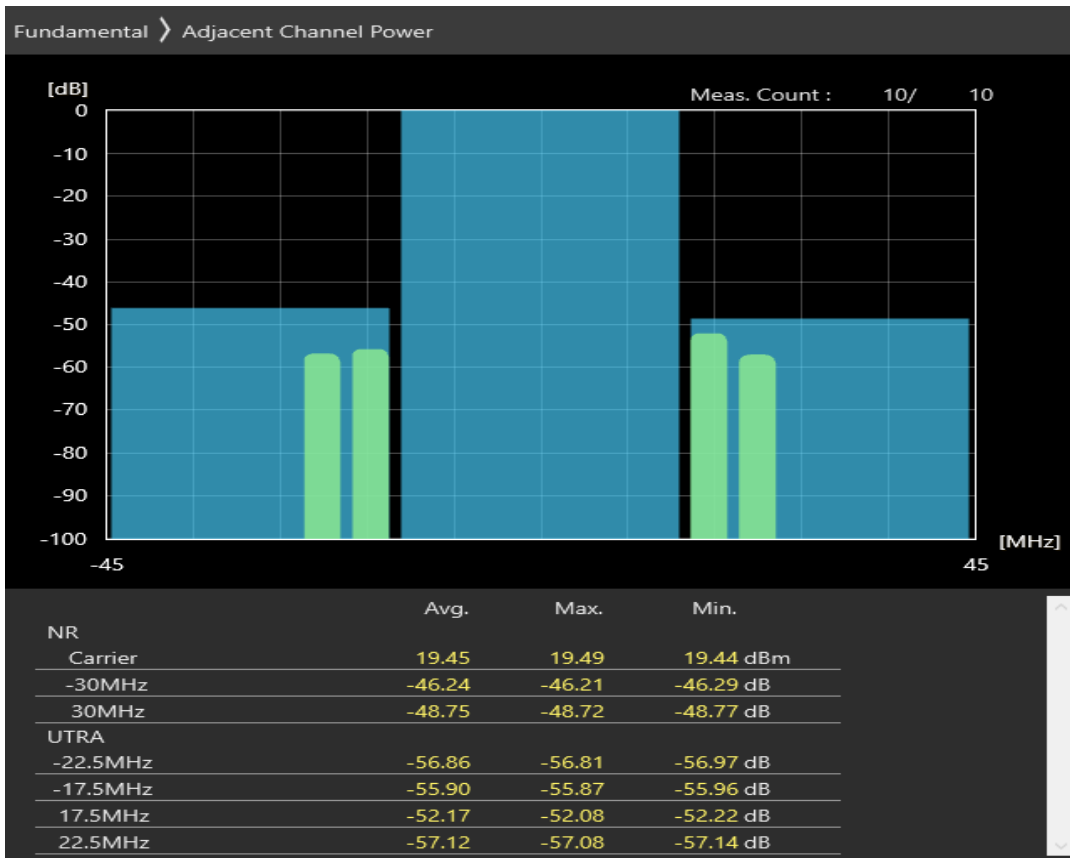 Fundamental 〉 Adjacent Channel Power
[dB]
Meas. Count : 10/ 10
0
-10
-20
-30
-40
-50
-60
-70
-80
-90
-100
[MHz]
-45 45
Avg. Max. Min.
NR
Carrier 19.45 19.49 19.44 dBm
-30MHz -46.24 -46.21 -46.29 dB
30MHz -48.75 -48.72 -48.77 dB
UTRA
-22.5MHz -56.86 -56.81 -56.97 dB
-17.5MHz -55.90 -55.87 -55.96 dB
17.5MHz -52.17 -52.08 -52.22 dB
22.5MHz -57.12 -57.08 -57.14 dB